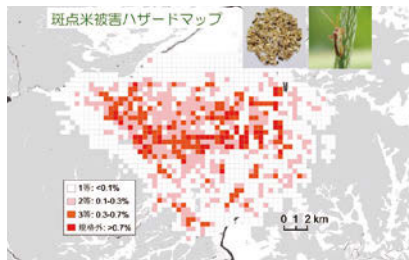 斑点米被害ハザードマップ
N
1等: <0.1%
2等: 0.1-0.3%
3等: 0.3-0.7%
規格外: >0.7%
0 1 2 km